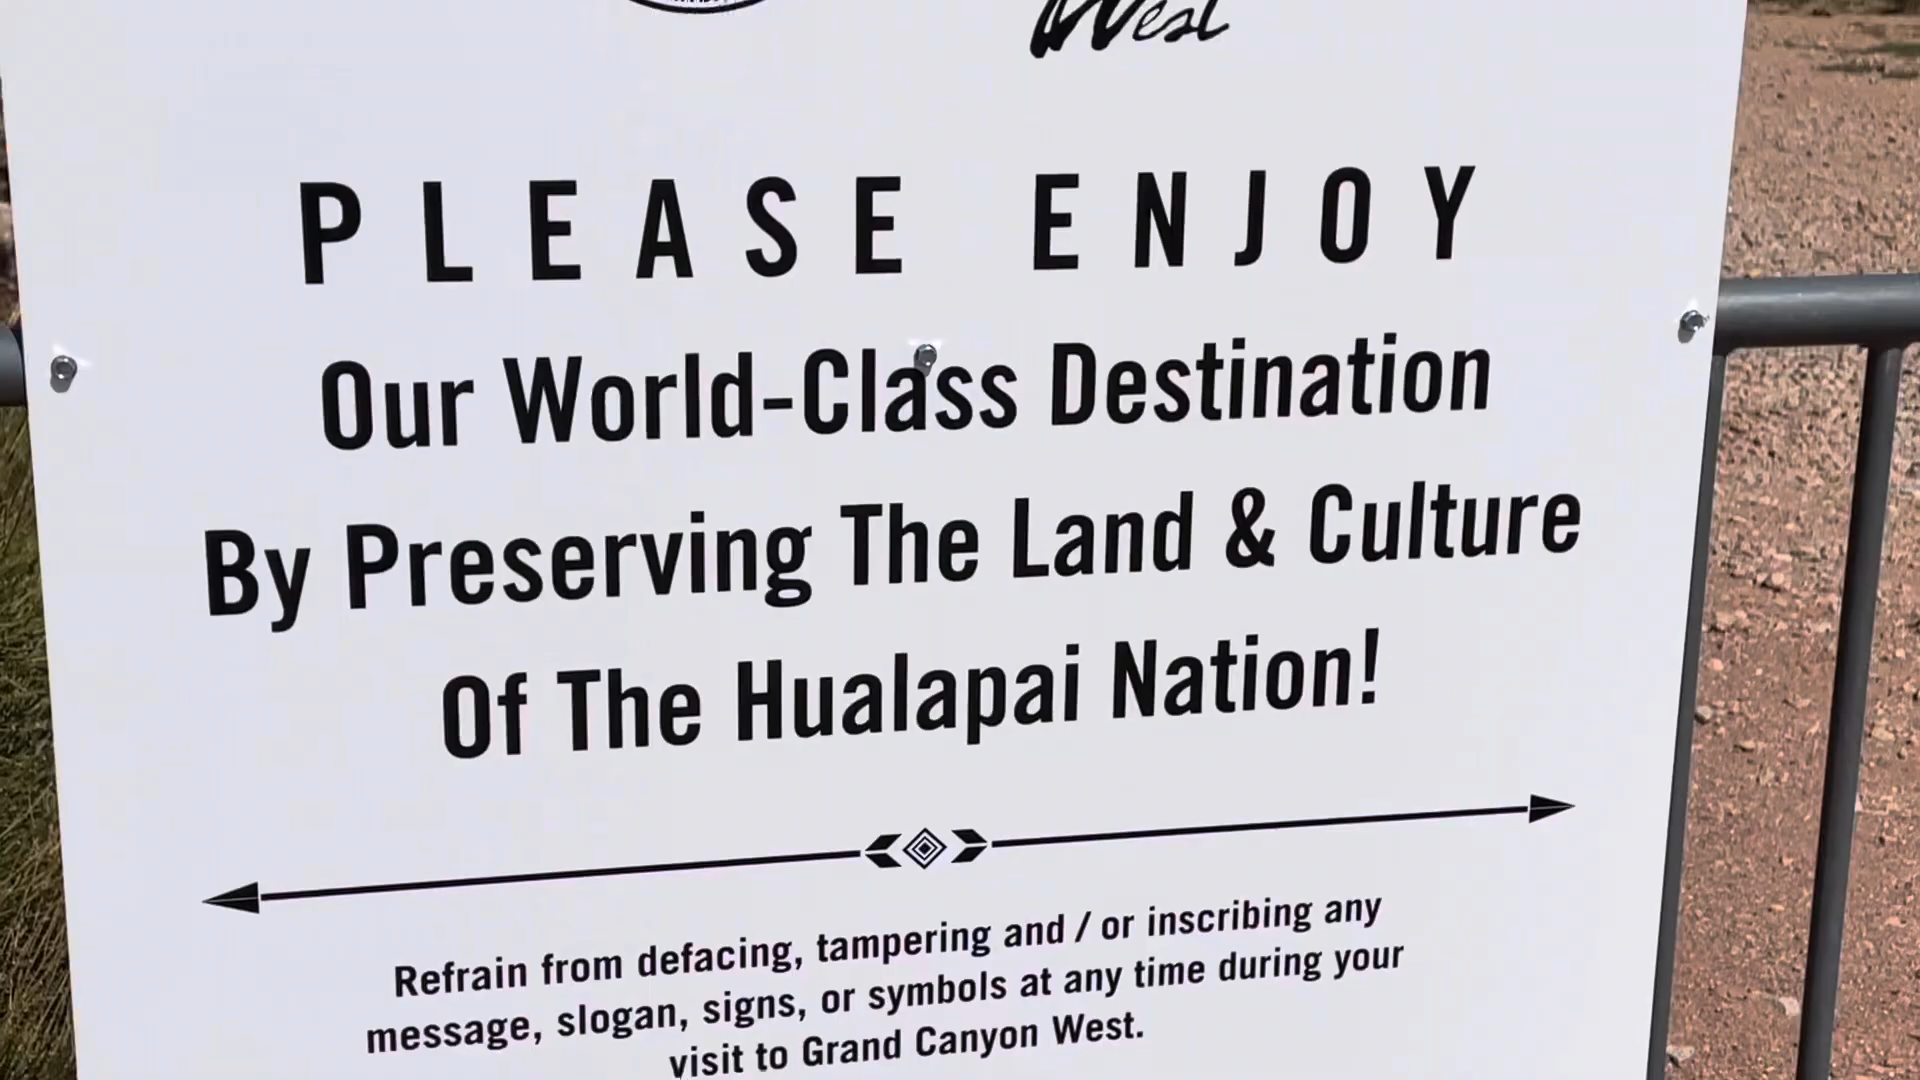 West
PLEASE ENJOY
Our World-Class Destination
By Preserving The Land & Culture
Of The Hualapai Nation!
Refrain from defacing, tampering and / or inscribing any
message, slogan, signs, or symbols at any time during your
visit to Grand Canyon West.